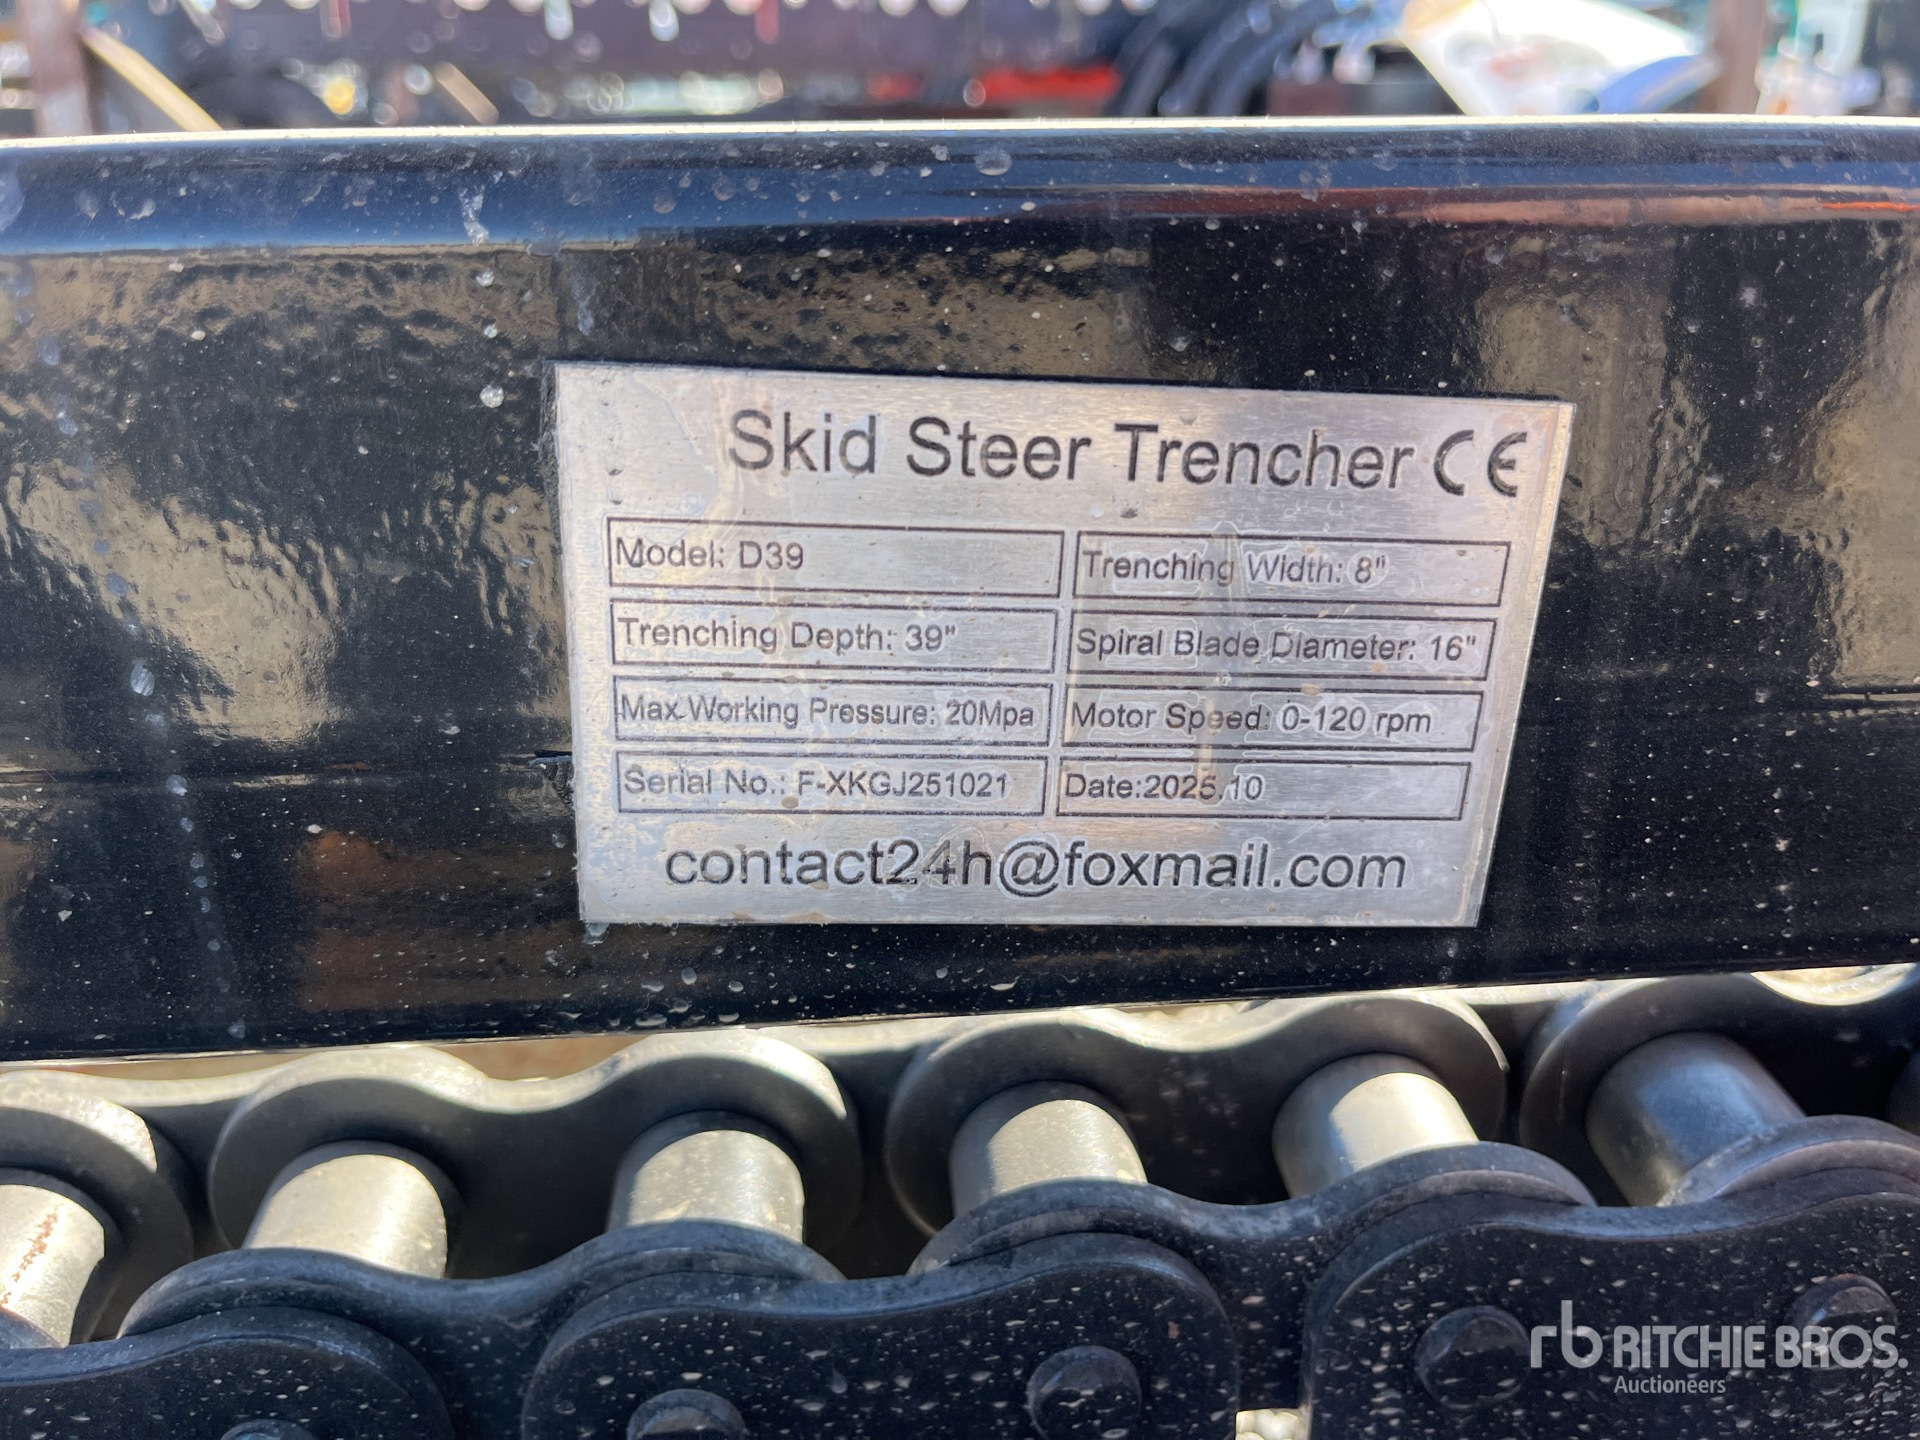 Skid Steer Trencher CE
Model: D39
Trenching Width: 8"
Trenching Depth: 39"
Spiral Blade Diameter: 16"
Max.Working Pressure: 20Mpa
Motor Speed: 0-120 rpm
Serial No.: F-XKGJ251021
Date:2025.10
contact24h@foxmail.com
rb RITCHIE BROS.
Auctioneers